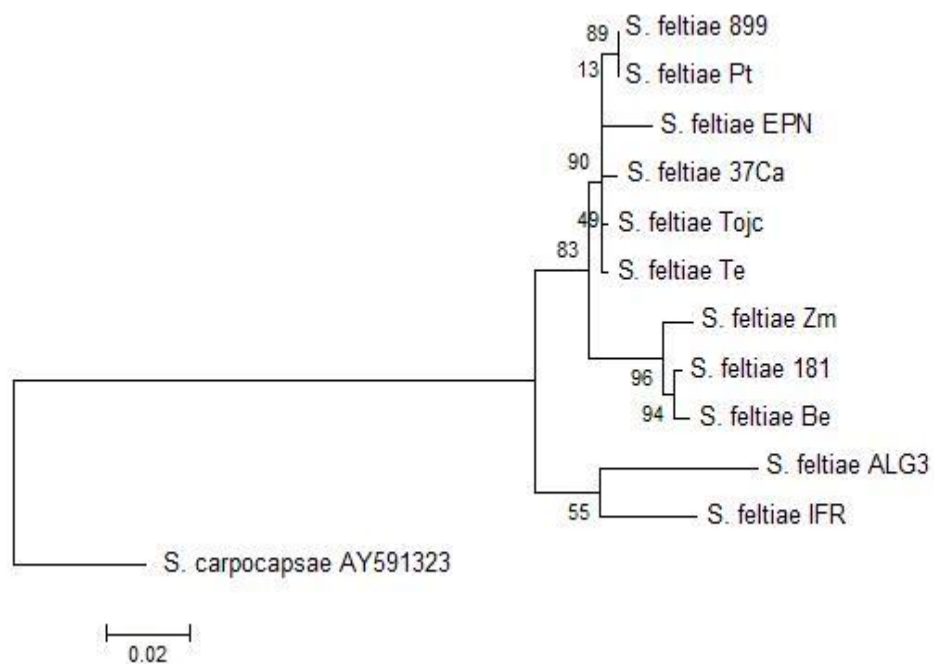 89
S. feltiae 899
13
S. feltiae Pt
S. feltiae EPN
90
S. feltiae 37Ca
49
S. feltiae Tojc
83
S. feltiae Te
S. feltiae Zm
96
S. feltiae 181
94
S. feltiae Be
S. feltiae ALG3
55
S. feltiae IFR
S. carpocapsae AY591323
0.02